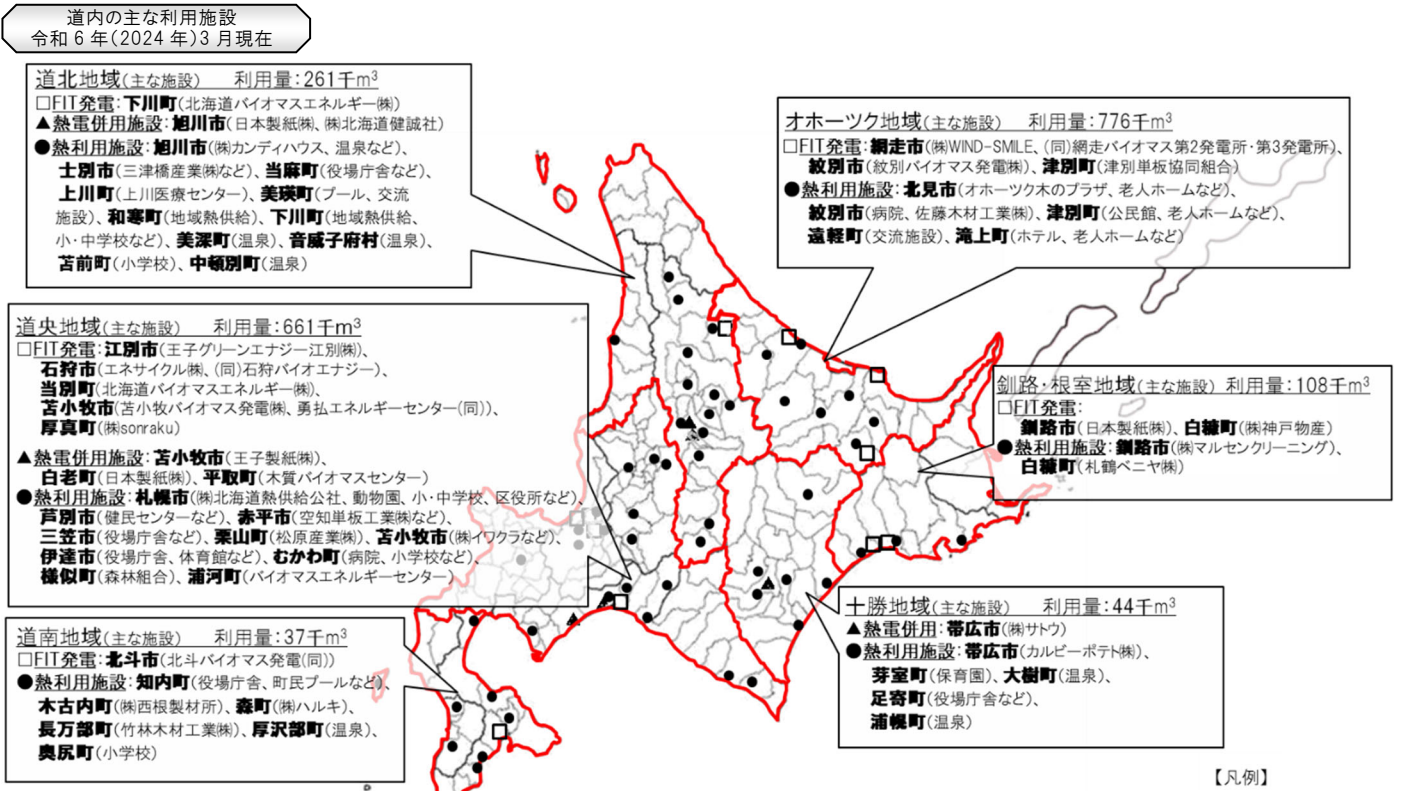 道内の主な利用施設
令和6年(2024年)3月現在
道北地域(主な施設) 利用量:261千m³
□FIT発電:下川町(北海道バイオマスエネルギー㈱)
▲熱電併用施設:旭川市(日本製紙㈱、㈱北海道健誠社)
●熱利用施設:旭川市(㈱カンディハウス、温泉など)、
士別市(三津橋産業㈱など)、当麻町(役場庁舎など)、
上川町(上川医療センター)、美瑛町(プール、交流
施設)、和寒町(地域熱供給)、下川町(地域熱供給、
小・中学校など)、美深町(温泉)、音威子府村(温泉)、
苫前町(小学校)、中頓別町(温泉)
道央地域(主な施設) 利用量:661千m³
□FIT発電:江別市(王子グリーンエナジー江別㈱)、
石狩市(エネサイクル㈱、(同)石狩バイオエナジー)、
当別町(北海道バイオマスエネルギー㈱)、
苫小牧市(苫小牧バイオマス発電㈱、勇払エネルギーセンター(同))、
厚真町(㈱sonraku)
▲熱電併用施設:苫小牧市(王子製紙㈱)、
白老町(日本製紙㈱)、平取町(木質バイオマスセンター)
●熱利用施設:札幌市(㈱北海道熱供給公社、動物園、小・中学校、区役所など)、
芦別市(健民センターなど)、赤平市(空知単板工業㈱など)、
三笠市(役場庁舎など)、栗山町(松原産業㈱)、苫小牧市(㈱イワクラなど)、
伊達市(役場庁舎、体育館など)、むかわ町(病院、小学校など)、
様似町(森林組合)、浦河町(バイオマスエネルギーセンター)
道南地域(主な施設) 利用量:37千m³
□FIT発電:北斗市(北斗バイオマス発電(同))
●熱利用施設:知内町(役場庁舎、町民プールなど)、
木古内町(㈱西根製材所)、森町(㈱ハルキ)、
長万部町(竹林木材工業㈱)、厚沢部町(温泉)、
奥尻町(小学校)
オホーツク地域(主な施設) 利用量:776千m³
□FIT発電:網走市(㈱WIND-SMILE、(同)網走バイオマス第2発電所・第3発電所)、
紋別市(紋別バイオマス発電㈱)、津別町(津別単板協同組合)
●熱利用施設:北見市(オホーツク木のプラザ、老人ホームなど)、
紋別市(病院、佐藤木材工業㈱)、津別町(公民館、老人ホームなど)、
遠軽町(交流施設)、滝上町(ホテル、老人ホームなど)
釧路・根室地域(主な施設) 利用量:108千m³
□FIT発電:
釧路市(日本製紙㈱)、白糠町(㈱神戸物産)
●熱利用施設:釧路市(㈱マルセンクリーニング)、
白糠町(札鶴ベニヤ㈱)
十勝地域(主な施設) 利用量:44千m³
▲熱電併用:帯広市(㈱サトウ)
●熱利用施設:帯広市(カルビーポテト㈱)、
芽室町(保育園)、大樹町(温泉)、
足寄町(役場庁舎など)、
浦幌町(温泉)
【凡例】